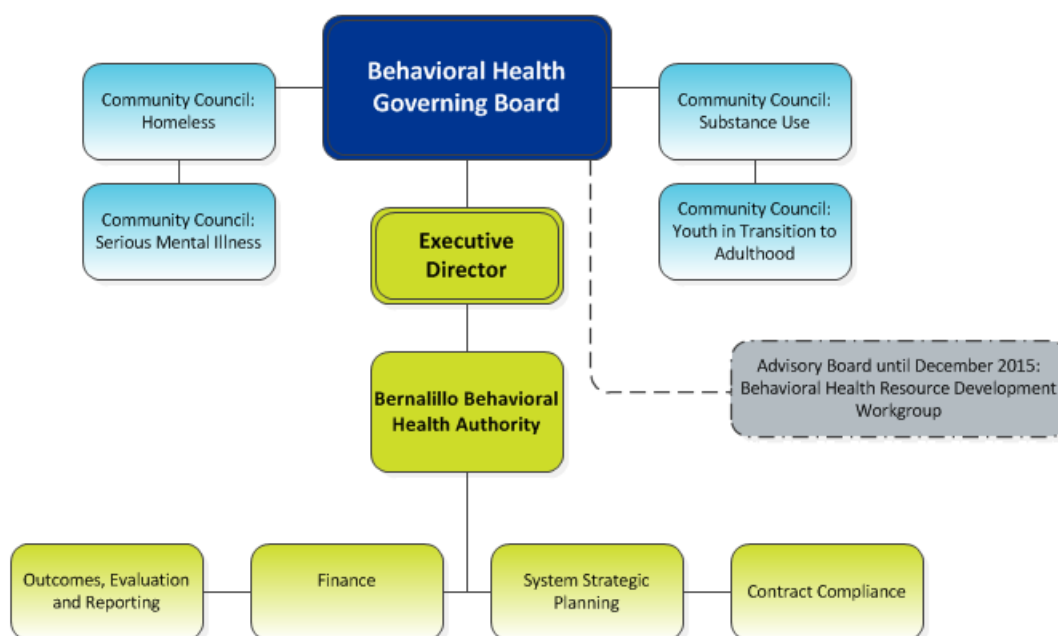 Behavioral Health
Governing Board
Community Council:
Homeless
Community Council:
Substance Use
Community Council:
Serious Mental Illness
Community Council:
Youth in Transition to
Adulthood
Executive
Director
Advisory Board until December 2015:
Behavioral Health Resource Development
Workgroup
Bernalillo Behavioral
Health Authority
Outcomes, Evaluation
and Reporting
Finance
System Strategic
Planning
Contract Compliance